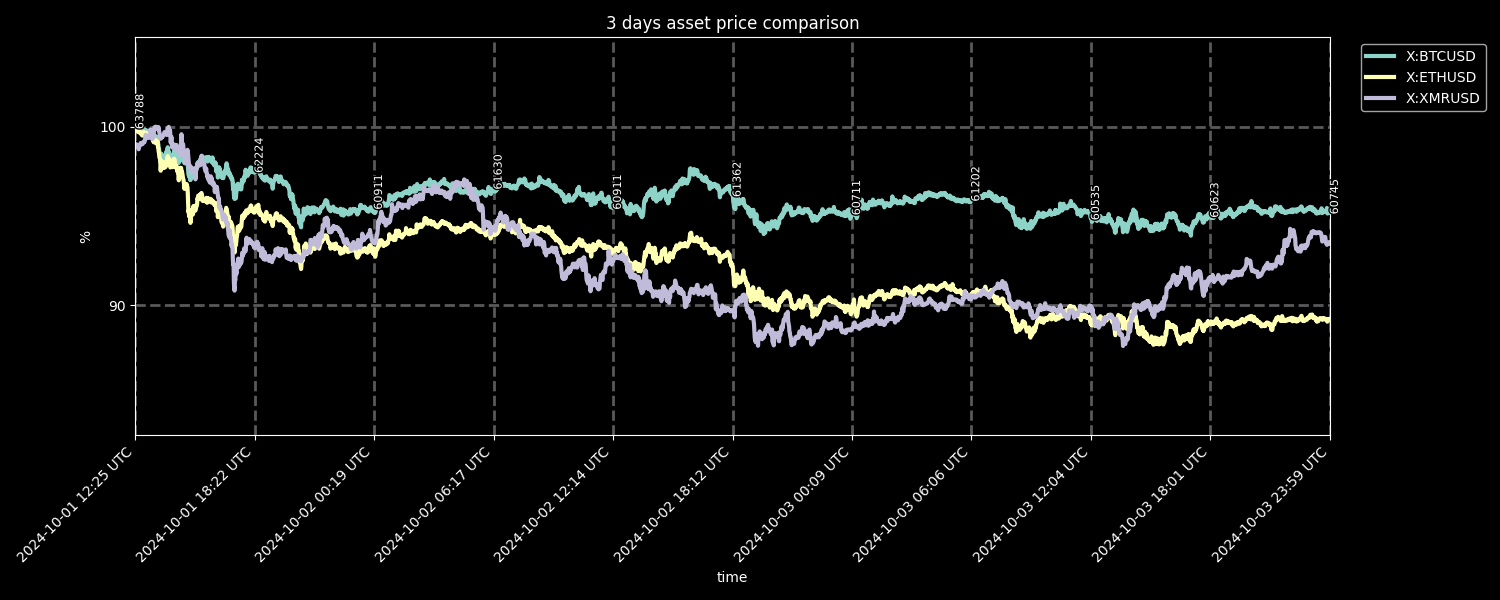 3 days asset price comparison
X:BTCUSD
X:ETHUSD
X:XMRUSD
%
100
90
63788
62224
60911
61630
60911
61362
60711
61202
60535
60623
60745
2024-10-01 12:25 UTC
2024-10-01 18:22 UTC
2024-10-02 00:19 UTC
2024-10-02 06:17 UTC
2024-10-02 12:14 UTC
2024-10-02 18:12 UTC
2024-10-03 00:09 UTC
2024-10-03 06:06 UTC
2024-10-03 12:04 UTC
2024-10-03 18:01 UTC
2024-10-03 23:59 UTC
time